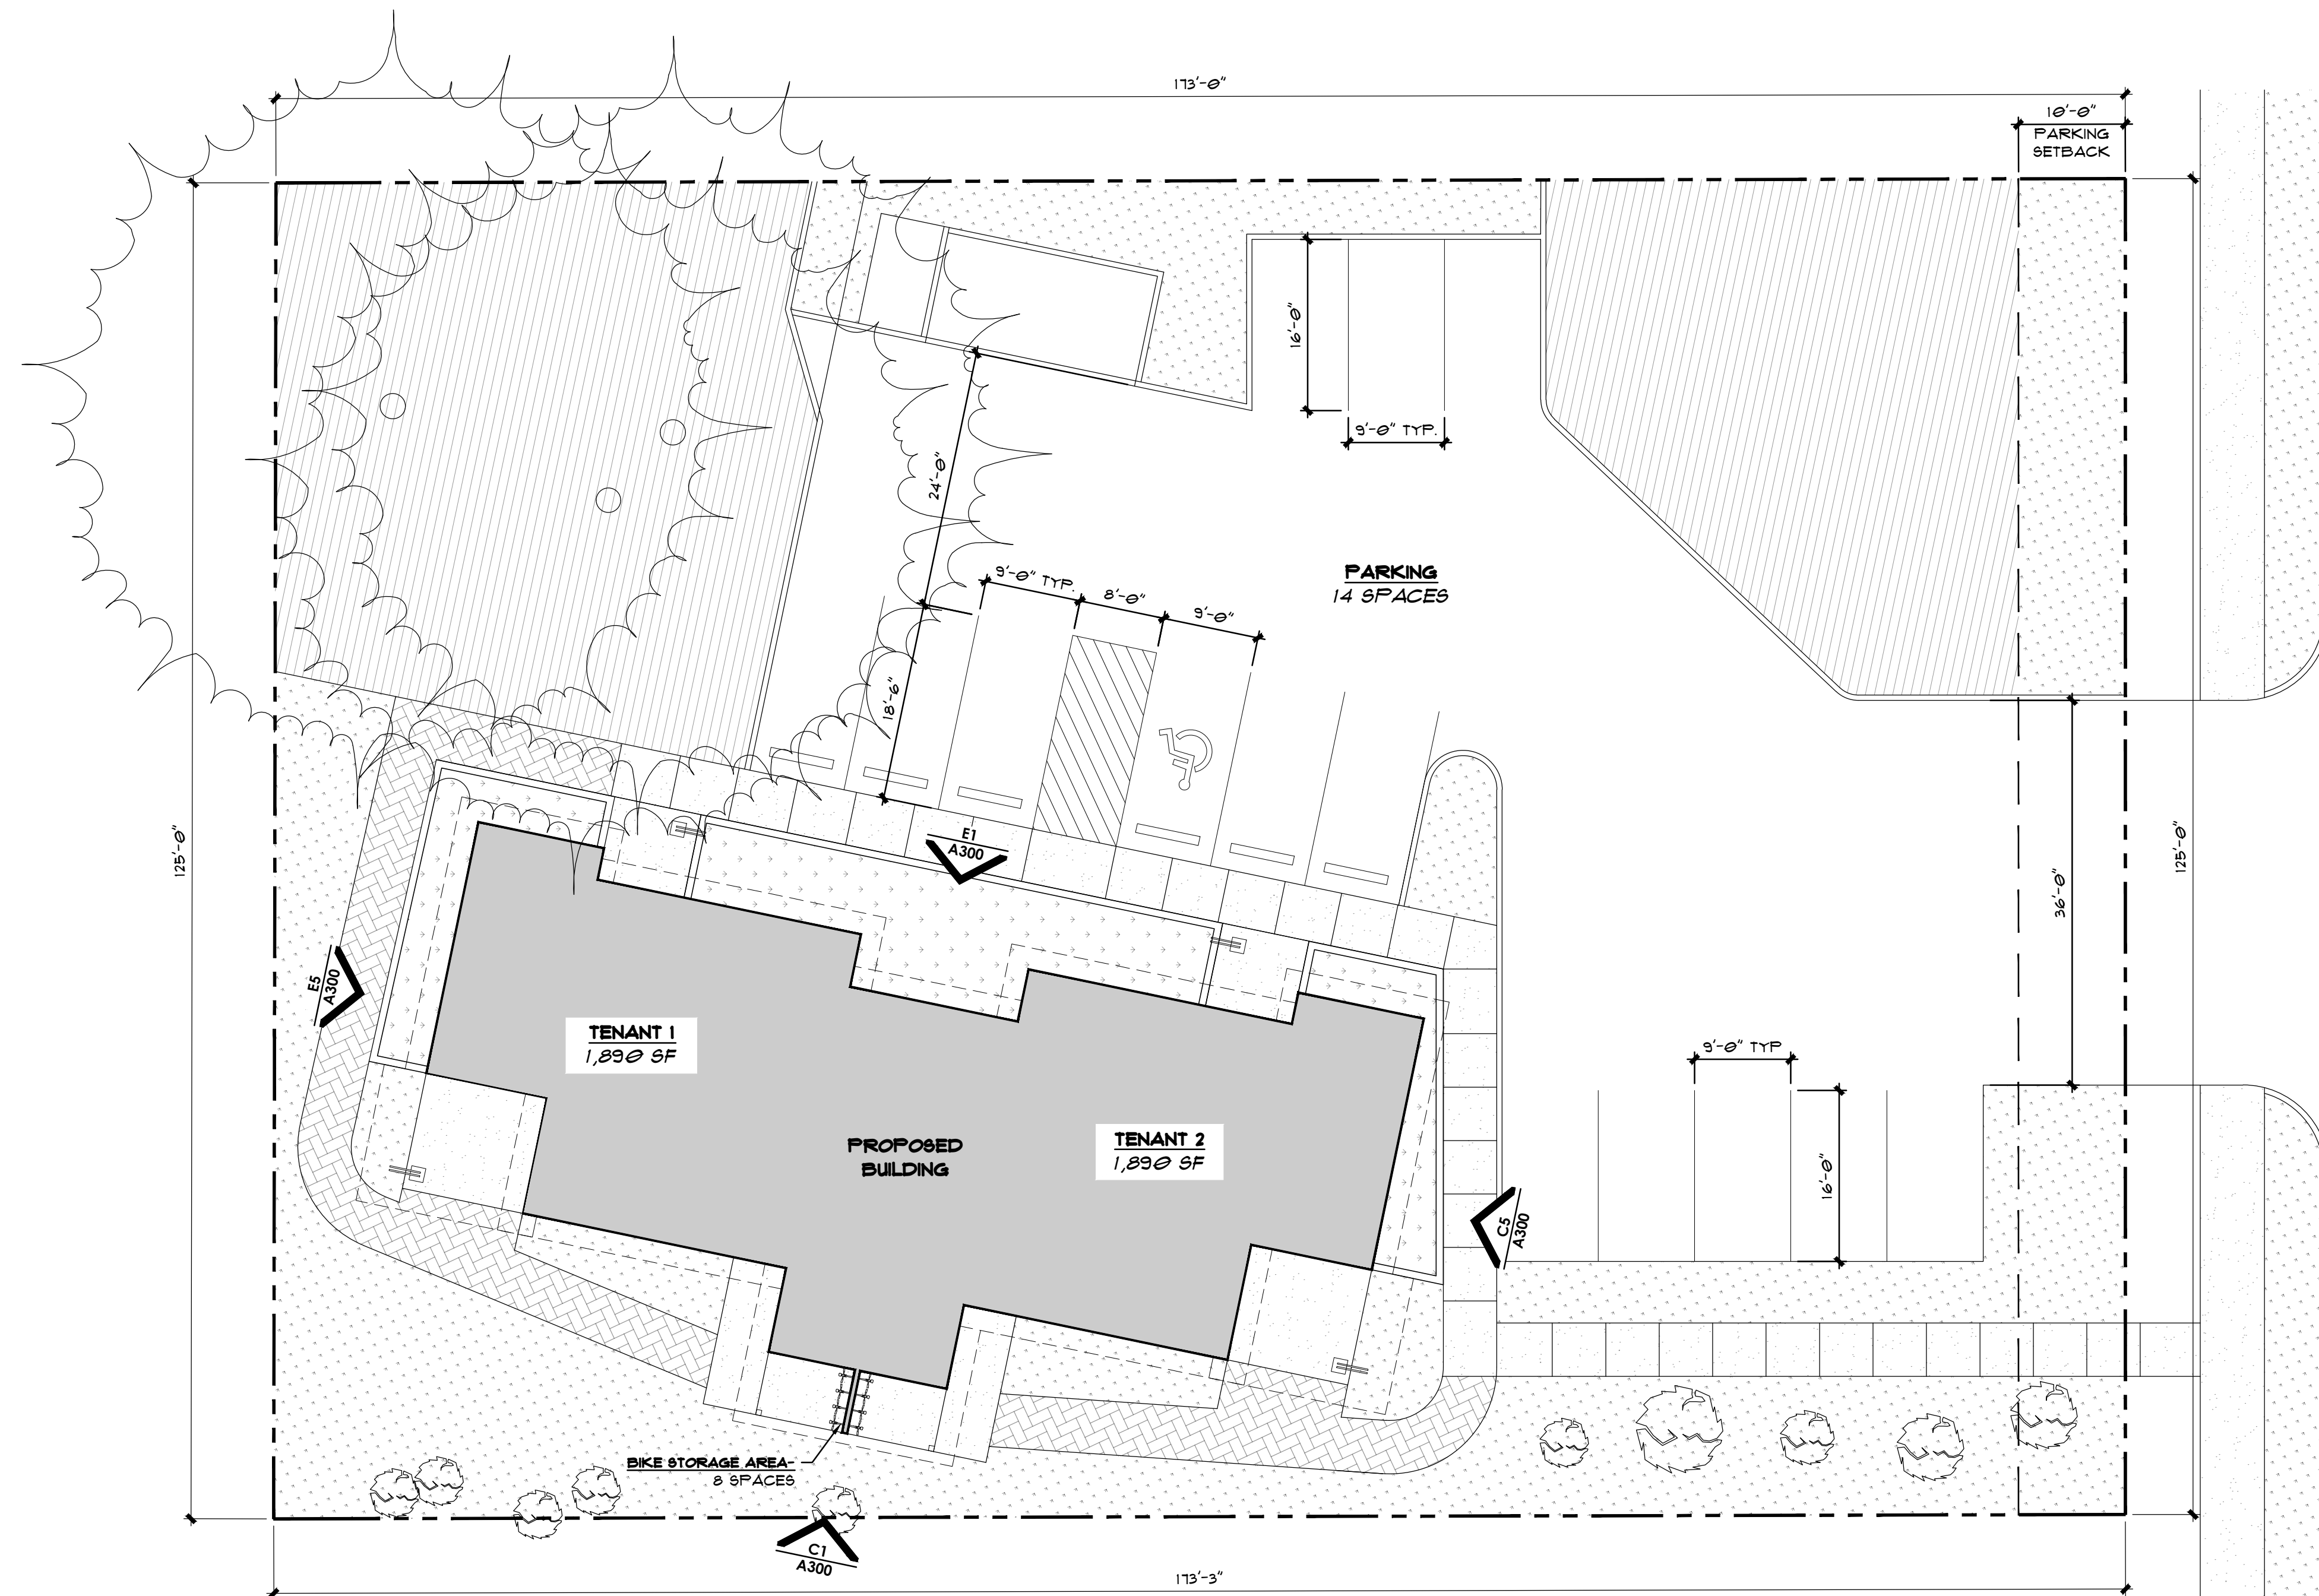 173'-0"
10'-0"
PARKING
SETBACK
16'-0"
9'-0" TYP.
24'-0"
PARKING
14 SPACES
9'-0" TYP.
8'-0"
9'-0"
18'-6"
125'-0"
125'-0"
36'-0"
E1
A300
E5
A300
TENANT 1
1,890 SF
9'-0" TYP
PROPOSED
BUILDING
TENANT 2
1,890 SF
16'-0"
C5
A300
BIKE STORAGE AREA-
8 SPACES
C1
A300
173'-3"